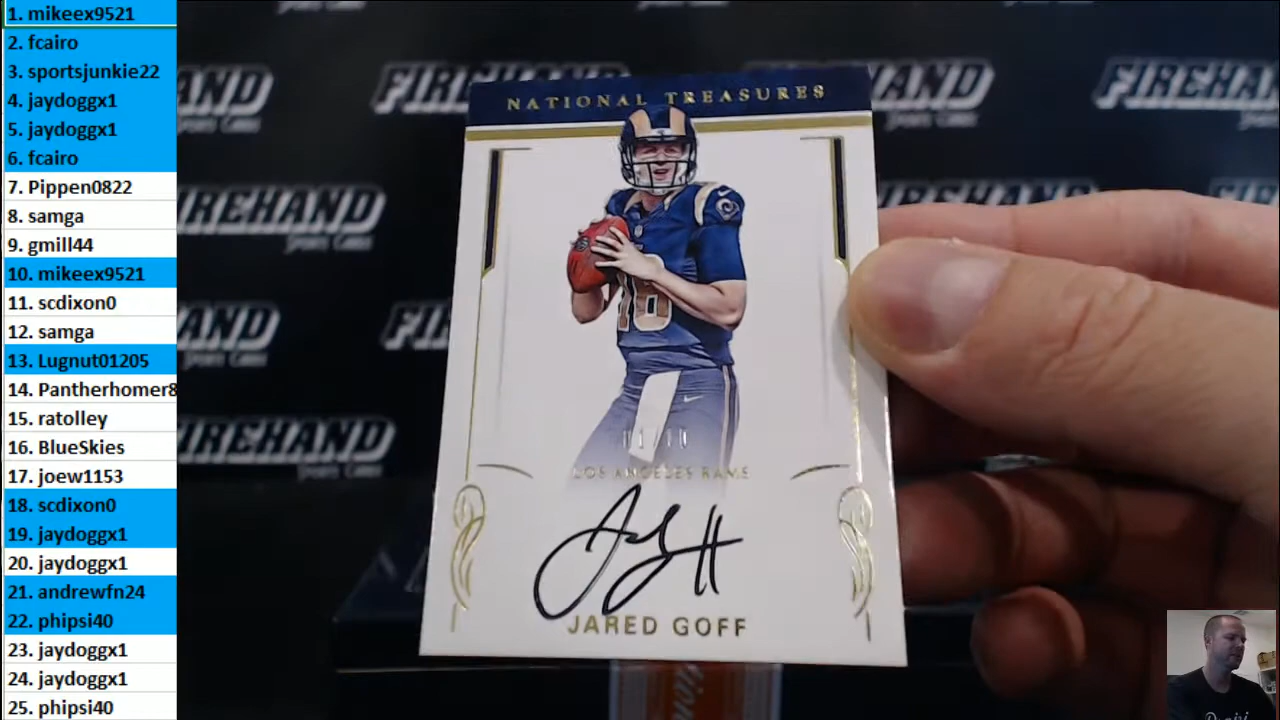 1. mikeex9521
2. fcairo
3. sportsjunkie22
4. jaydoggx1
5. jaydoggx1
6. fcairo
7. Pippen0822
8. samga
9. gmill44
10. mikeex9521
11. scdixon0
12. samga
13. Lugnut01205
14. Pantherhomer8
15. ratolley
16. BlueSkies
17. joew1153
18. scdixon0
19. jaydoggx1
20. jaydoggx1
21. andrewfn24
22. phipsi40
23. jaydoggx1
24. jaydoggx1
25. phipsi40
FIREHAND
NATIONAL TREASURES
16
LOS ANGELES RAMS
JARED GOFF